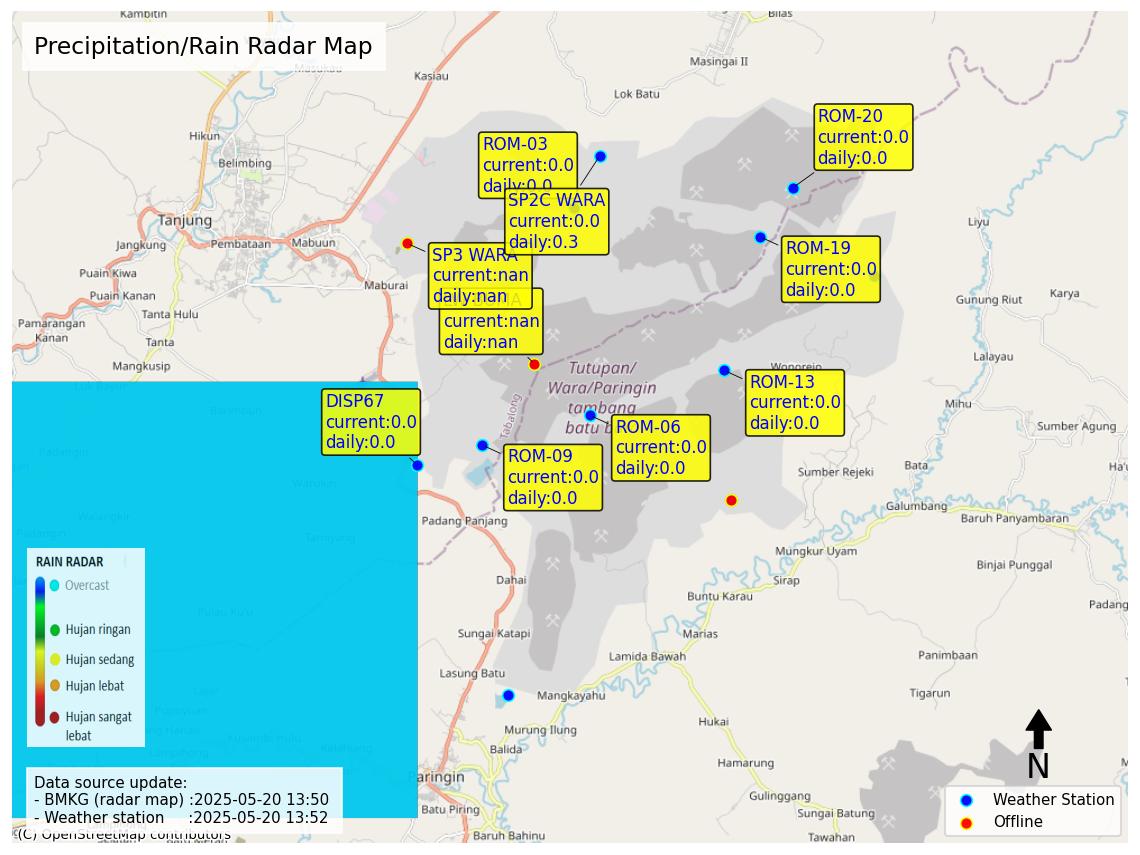 Precipitation/Rain Radar Map
Kambitin
Bilas
Masingai II
Kasiau
Lok Batu
Hikun
Belimbing
Tanjung
Jangkung
Pembataan
Mabuun
Puain Kiwa
Puain Kanan
Maburai
Tanta Hulu
Pamarangan
Kanan
Tanta
Mangkusip
Liyu
Gunung Riut
Karya
Lalayau
Mihu
Sumber Agung
Bata
Sumber Rejeki
Galumbang
Baruh Panyambaran
Mungkur Uyam
Binjai Punggal
Sirap
Buntu Karau
Marias
Panimbaan
Tigarun
Lamida Bawah
Hukai
Hamarung
Gulinggang
Sungai Batung
Tawahan
Padang Panjang
Dahai
Sungai Katapi
Lasung Batu
Mangkayahu
Murung Ilung
Balida
Paringin
Batu Piring
Baruh Bahinu
Tabalong
Tutupan/
Wara/Paringin
tambang
batu b
ROM-03
current:0.0
daily:0.0
SP2C WARA
current:0.0
daily:0.3
ROM-20
current:0.0
daily:0.0
ROM-19
current:0.0
daily:0.0
SP3 WARA
current:nan
daily:nan
current:nan
daily:nan
ROM-13
current:0.0
daily:0.0
DISP67
current:0.0
daily:0.0
ROM-06
current:0.0
daily:0.0
ROM-09
current:0.0
daily:0.0
RAIN RADAR
Overcast
Hujan ringan
Hujan sedang
Hujan lebat
Hujan sangat
lebat
Data source update:
- BMKG (radar map) :2025-05-20 13:50
- Weather station :2025-05-20 13:52
(C) OpenStreetMap contributors
N
Weather Station
Offline